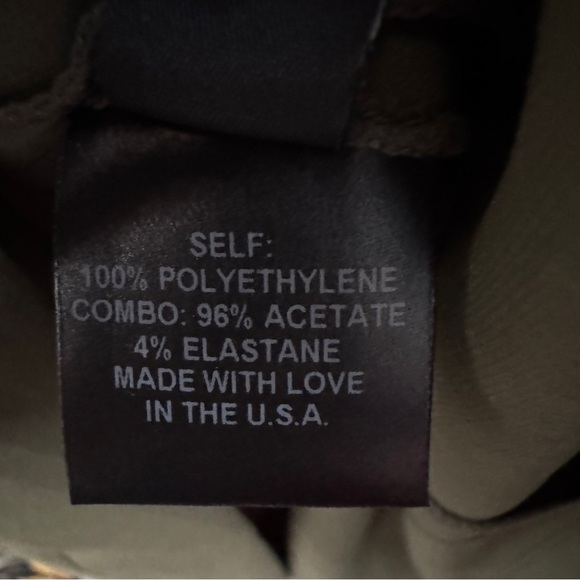 SELF:
100% POLYETHYLENE
COMBO: 96% ACETATE
4% ELASTANE
MADE WITH LOVE
IN THE U.S.A.